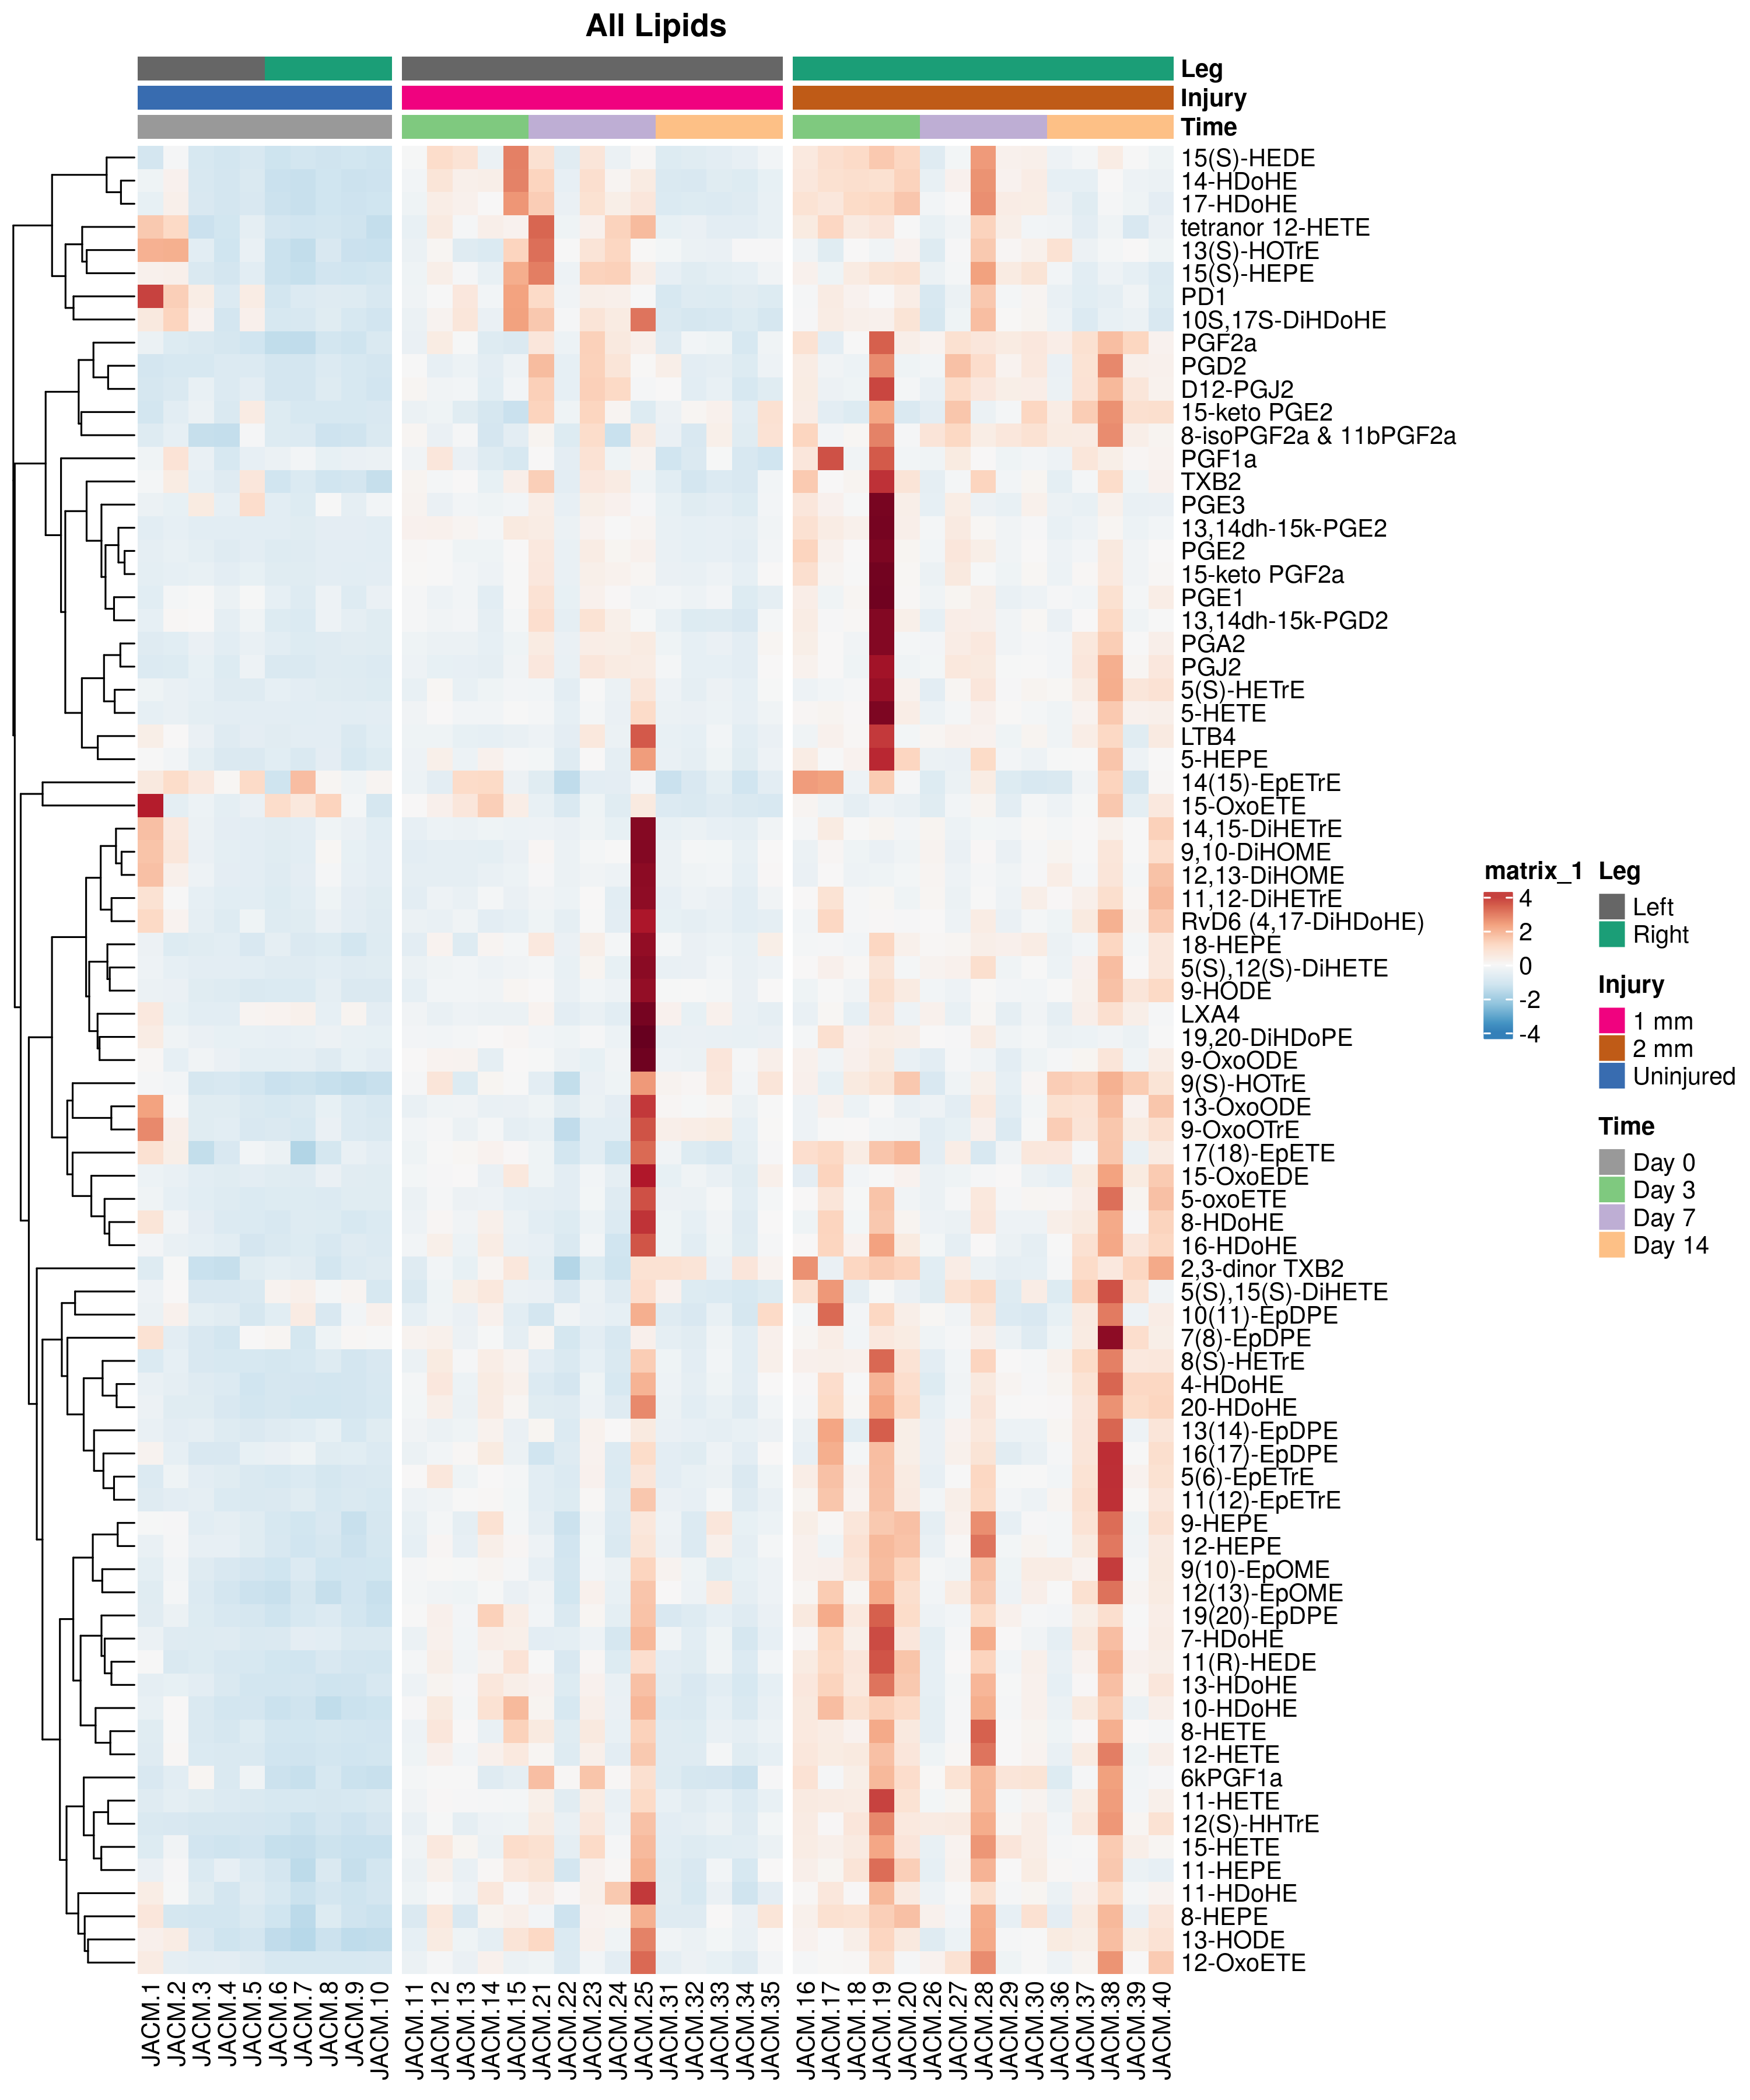 All Lipids
Leg
Injury
Time
15(S)-HEDE
14-HDoHE
17-HDoHE
tetranor 12-HETE
13(S)-HOTrE
15(S)-HEPE
PD1
10S,17S-DiHDoHE
PGF2a
PGD2
D12-PGJ2
15-keto PGE2
8-isoPGF2a & 11bPGF2a
PGF1a
TXB2
PGE3
13,14dh-15k-PGE2
PGE2
15-keto PGF2a
PGE1
13,14dh-15k-PGD2
PGA2
PGJ2
5(S)-HETrE
5-HETE
LTB4
5-HEPE
14(15)-EpETrE
15-OxoETE
14,15-DiHETrE
9,10-DiHOME
12,13-DiHOME
11,12-DiHETrE
RvD6 (4,17-DiHDoHE)
18-HEPE
5(S),12(S)-DiHETE
9-HODE
LXA4
19,20-DiHDoPE
9-OxoODE
9(S)-HOTrE
13-OxoODE
9-OxoOTrE
17(18)-EpETE
15-OxoEDE
5-oxoETE
8-HDoHE
16-HDoHE
2,3-dinor TXB2
5(S),15(S)-DiHETE
10(11)-EpDPE
7(8)-EpDPE
8(S)-HETrE
4-HDoHE
20-HDoHE
13(14)-EpDPE
16(17)-EpDPE
5(6)-EpETrE
11(12)-EpETrE
9-HEPE
12-HEPE
9(10)-EpOME
12(13)-EpOME
19(20)-EpDPE
7-HDoHE
11(R)-HEDE
13-HDoHE
10-HDoHE
8-HETE
12-HETE
6kPGF1a
11-HETE
12(S)-HHTrE
15-HETE
11-HEPE
11-HDoHE
8-HEPE
13-HODE
12-OxoETE
JACM.1
JACM.2
JACM.3
JACM.4
JACM.5
JACM.6
JACM.7
JACM.8
JACM.9
JACM.10
JACM.11
JACM.12
JACM.13
JACM.14
JACM.15
JACM.21
JACM.22
JACM.23
JACM.24
JACM.25
JACM.31
JACM.32
JACM.33
JACM.34
JACM.35
JACM.16
JACM.17
JACM.18
JACM.19
JACM.20
JACM.26
JACM.27
JACM.28
JACM.29
JACM.30
JACM.36
JACM.37
JACM.38
JACM.39
JACM.40
matrix_1
4
2
0
-2
-4
Leg
Left
Right
Injury
1 mm
2 mm
Uninjured
Time
Day 0
Day 3
Day 7
Day 14